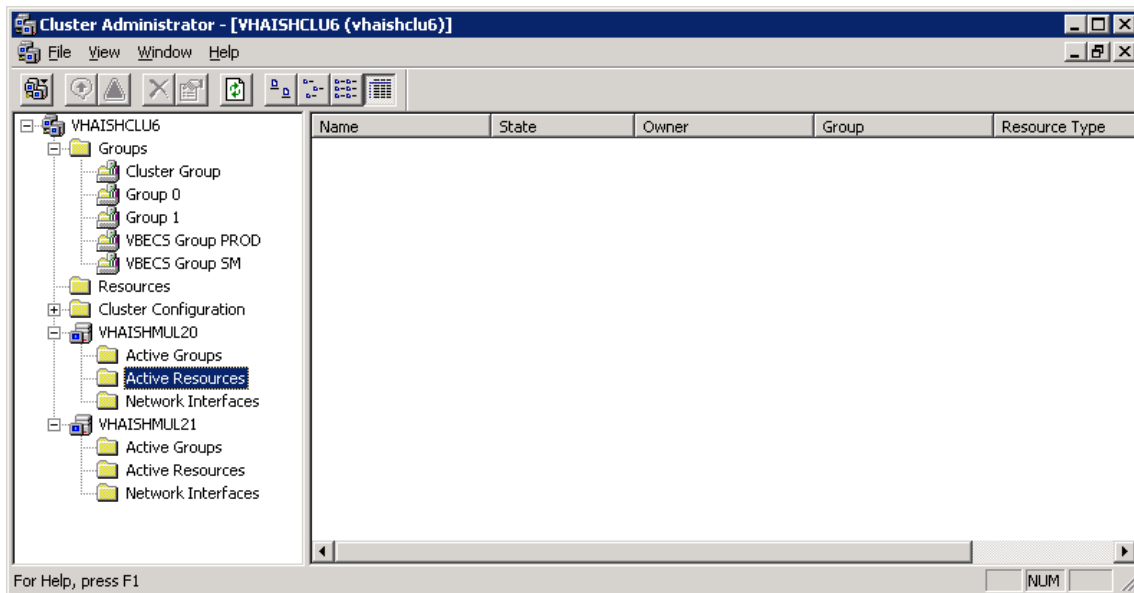 Cluster Administrator - [VHAISHCLU6 (vhaishclu6)]
File View Window Help
VHAISHCLU6
Groups
Cluster Group
Group 0
Group 1
VBECS Group PROD
VBECS Group SM
Resources
Cluster Configuration
VHAISHMUL20
Active Groups
Active Resources
Network Interfaces
VHAISHMUL21
Active Groups
Active Resources
Network Interfaces
Name State Owner Group Resource Type
For Help, press F1
NUM